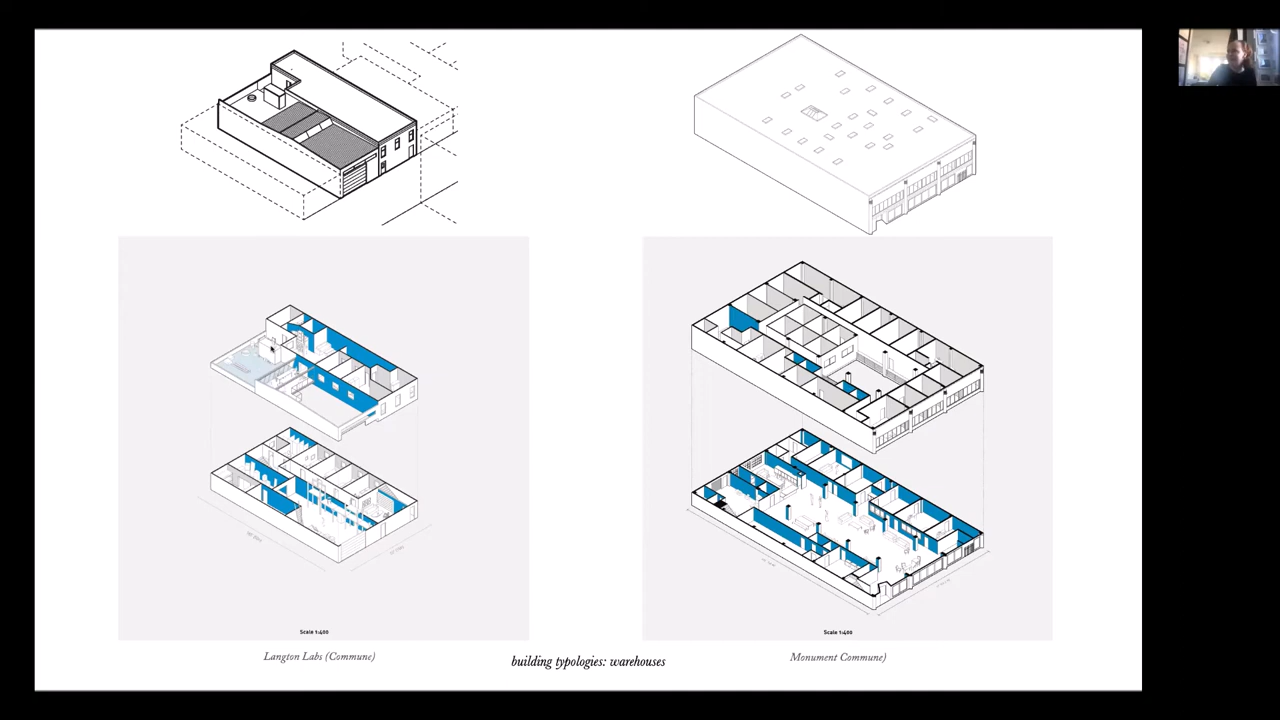 Scale 1:400
Scale 1:400
Langton Labs (Commune)
building typologies: warehouses
Monument Commune)